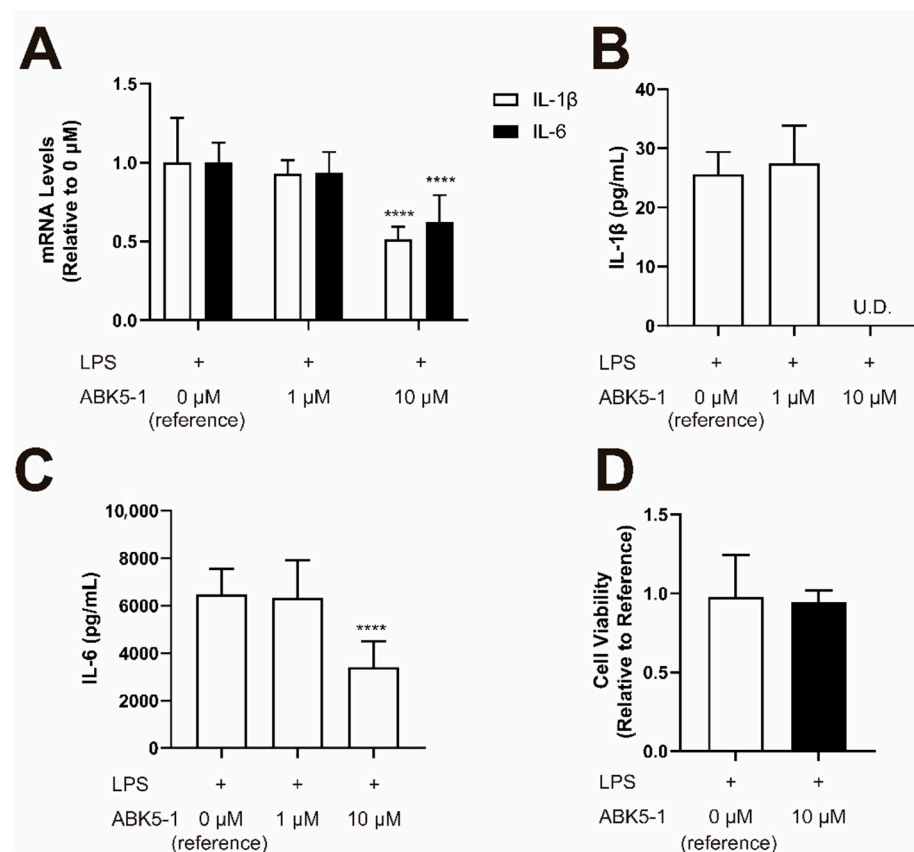 A
mRNA Levels
(Relative to 0 µM)
1.5
1.0
0.5
0.0
**** ****
IL-1β
IL-6
LPS + + +
ABK5-1 0 µM 1 µM 10 µM
(reference)
B
IL-1β (pg/mL)
40
30
20
10
0
U.D.
LPS + + +
ABK5-1 0 µM 1 µM 10 µM
(reference)
C
IL-6 (pg/mL)
10,000
8000
6000
4000
2000
0
****
LPS + + +
ABK5-1 0 µM 1 µM 10 µM
(reference)
D
Cell Viability
(Relative to Reference)
1.5
1.0
0.5
0.0
LPS + +
ABK5-1 0 µM 10 µM
(reference)